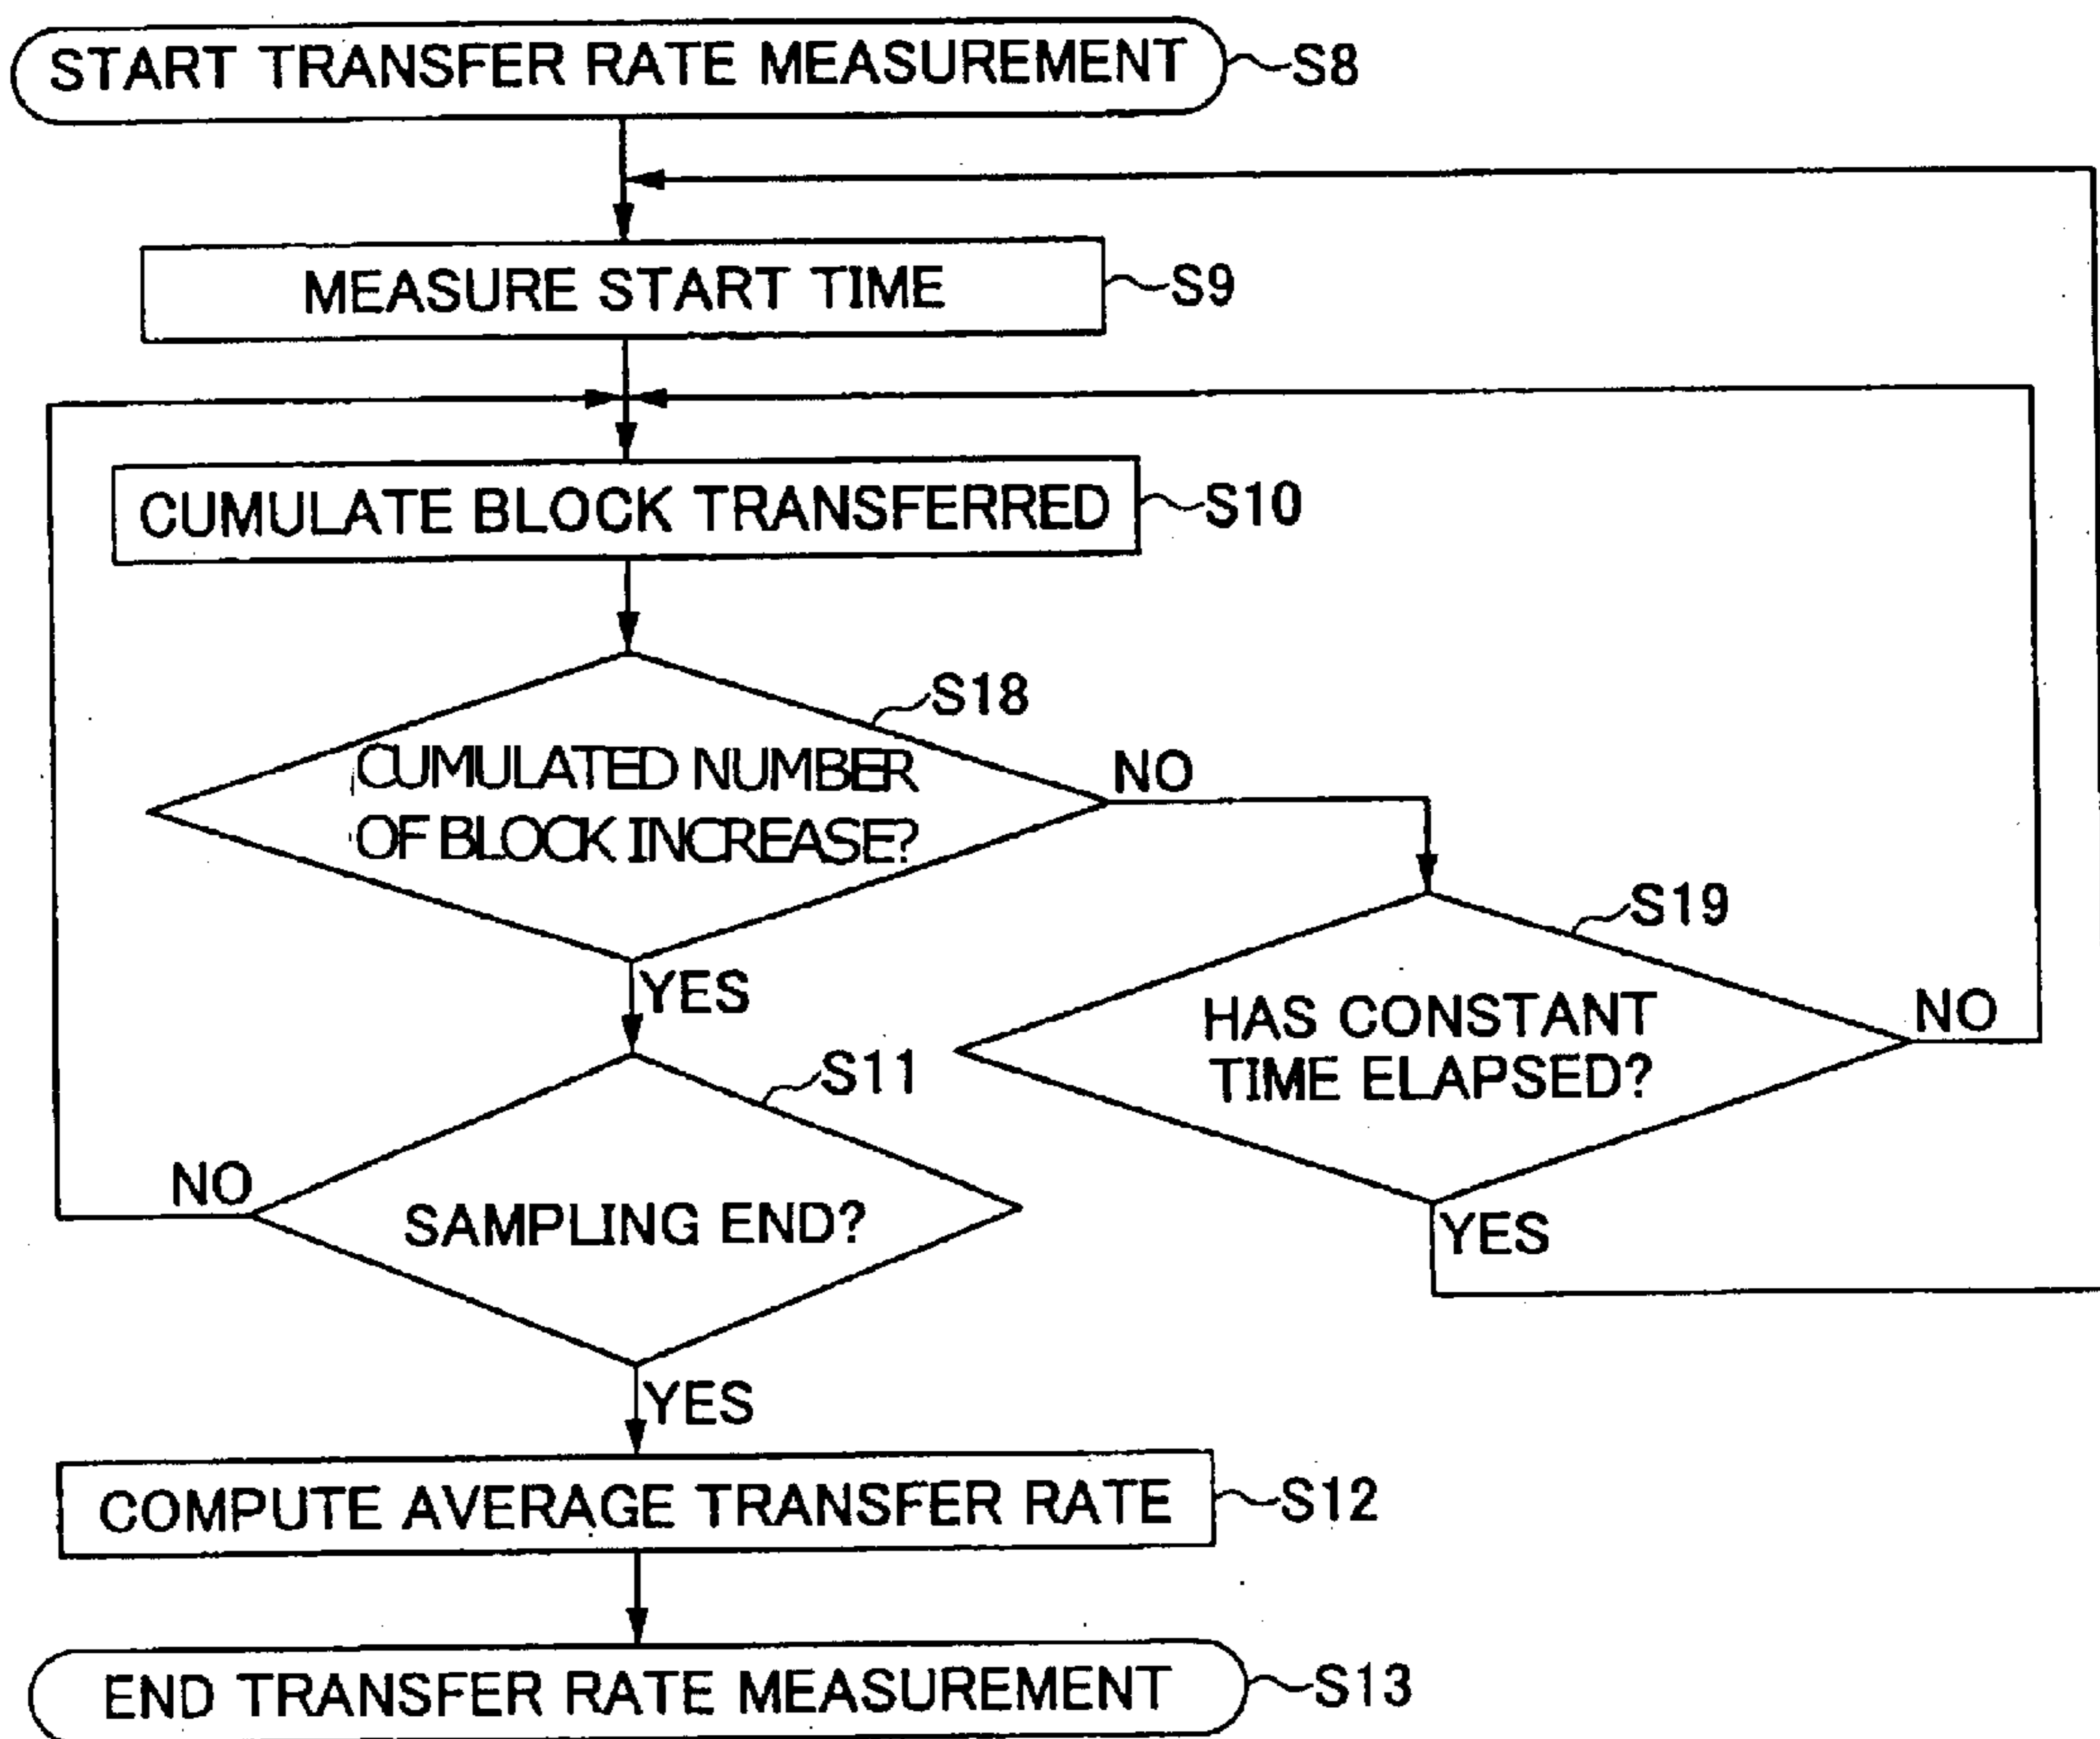 START TRANSFER RATE MEASUREMENT S8
MEASURE START TIME S9
CUMULATE BLOCK TRANSFERRED S10
S18
CUMULATED NUMBER
OF BLOCK INCREASE?
NO
YES
S19
HAS CONSTANT
TIME ELAPSED?
NO
YES
S11
SAMPLING END?
NO
YES
COMPUTE AVERAGE TRANSFER RATE S12
END TRANSFER RATE MEASUREMENT S13